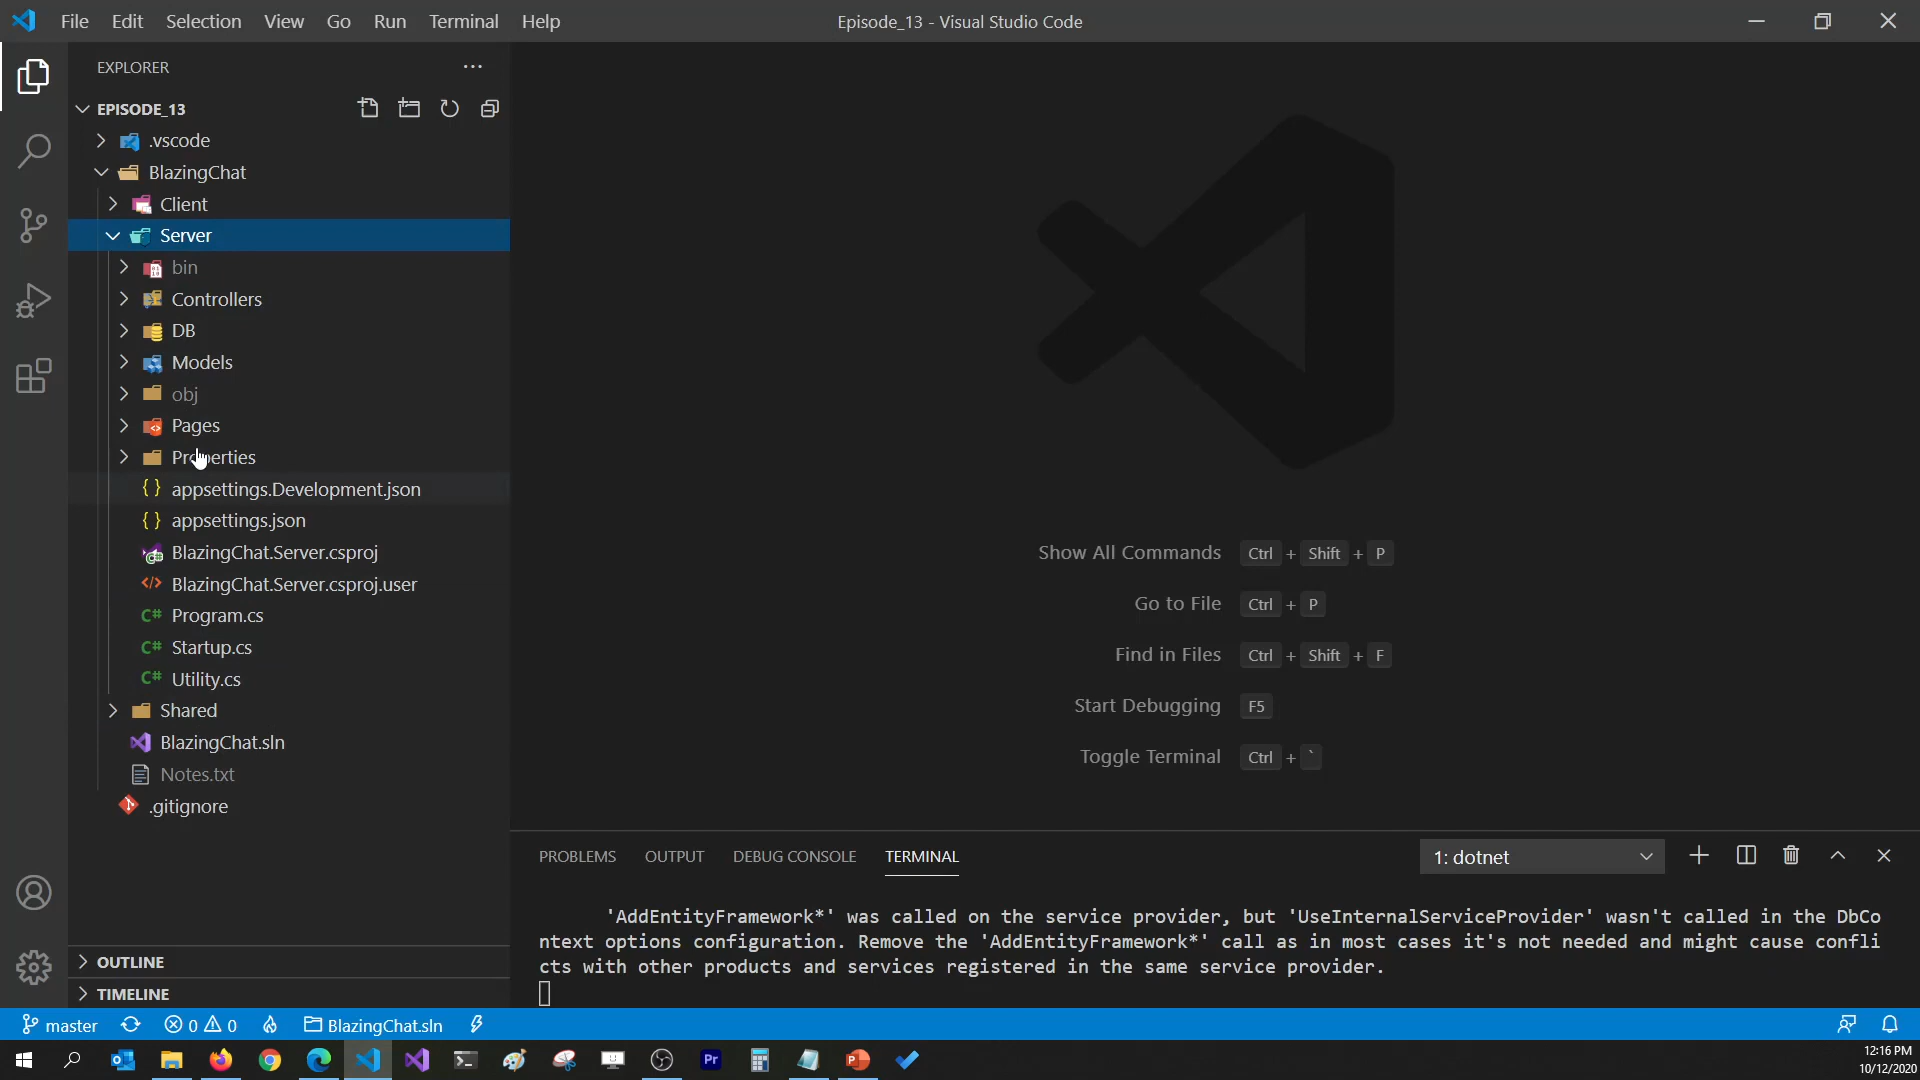 File Edit Selection View Go Run Terminal Help
Episode_13 - Visual Studio Code
EXPLORER
EPISODE_13
.vscode
BlazingChat
Client
Server
bin
Controllers
DB
Models
obj
Pages
Properties
appsettings.Development.json
appsettings.json
BlazingChat.Server.csproj
BlazingChat.Server.csproj.user
Program.cs
Startup.cs
Utility.cs
Shared
BlazingChat.sln
Notes.txt
.gitignore
OUTLINE
TIMELINE
Show All Commands Ctrl + Shift + P
Go to File Ctrl + P
Find in Files Ctrl + Shift + F
Start Debugging F5
Toggle Terminal Ctrl + `
PROBLEMS OUTPUT DEBUG CONSOLE TERMINAL 1: dotnet
'AddEntityFramework*' was called on the service provider, but 'UseInternalServiceProvider' wasn't called in the DbCo
ntext options configuration. Remove the 'AddEntityFramework*' call as in most cases it's not needed and might cause confli
cts with other products and services registered in the same service provider.
master 0 0 BlazingChat.sln
12:16 PM
10/12/2020